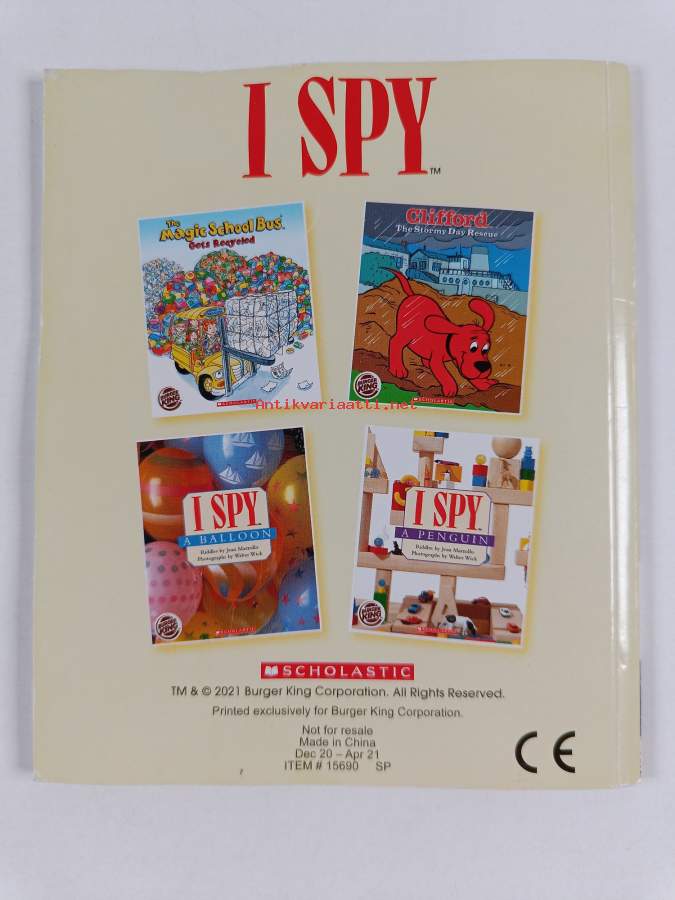 I SPY™
The
Magic School Bus
Gets Recycled
BURGER KING
SCHOLASTIC
Clifford
The Stormy Day Rescue
BURGER KING
SCHOLASTIC
Antikvariaatti.net
I SPY
A BALLOON
Riddles by Jean Marzollo
Photographs by Walter Wick
BURGER KING
SCHOLASTIC
I SPY
A PENGUIN
Riddles by Jean Marzollo
Photographs by Walter Wick
BURGER KING
SCHOLASTIC
SCHOLASTIC
TM & © 2021 Burger King Corporation. All Rights Reserved.
Printed exclusively for Burger King Corporation.
Not for resale
Made in China
Dec 20 – Apr 21
ITEM # 15690 SP
CE